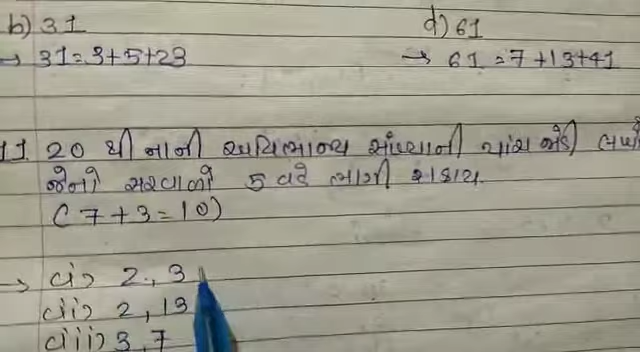 b) 31 d) 61
→ 31 = 3+5+23 → 61 = 7+13+41
11. 20 થી નાની અવિભાજ્ય સંખ્યાની પાંચ જોડી લખો
જેનો સરવાળો 5 વડે ભાગી શકાય
(7+3=10)
→ (i) 2, 3
(ii) 2, 13
(iii) 3, 7